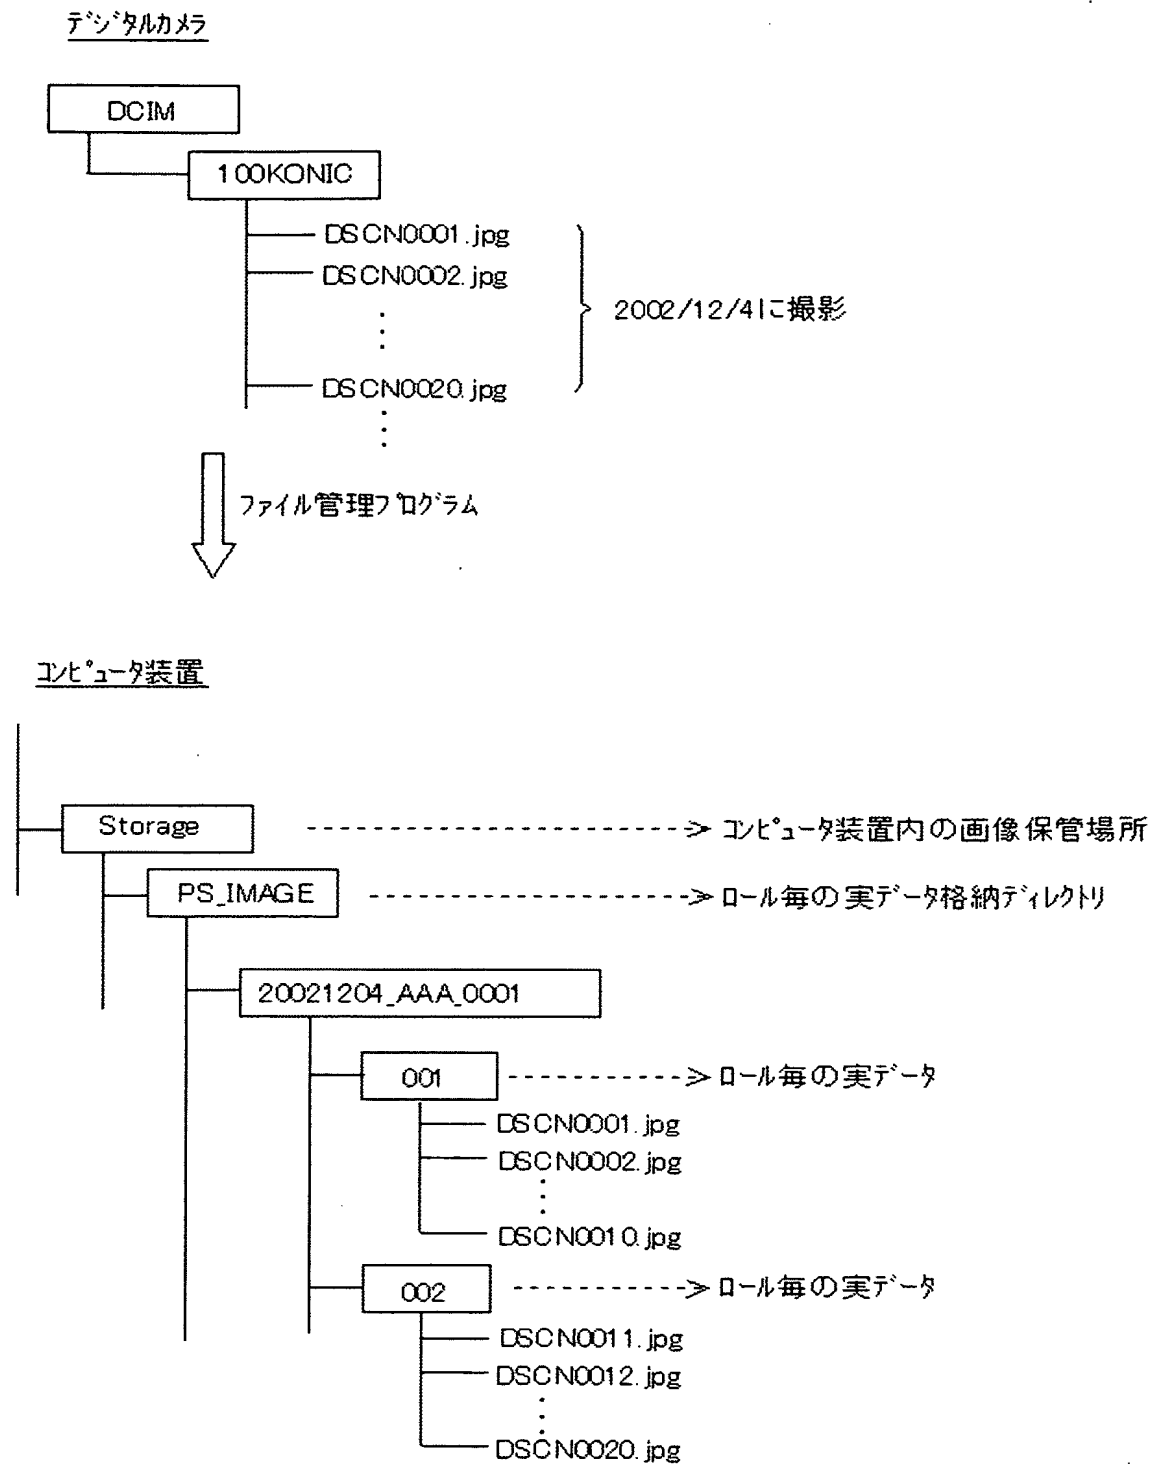 デジタルカメラ
DCIM
100KONIC
DSCN0001.jpg
DSCN0002.jpg
DSCN0020.jpg
2002/12/4に撮影
ファイル管理プログラム
コンピュータ装置
Storage
コンピュータ装置内の画像保管場所
PS_IMAGE
ロール毎の実データ格納ディレクトリ
20021204_AAA_0001
001
ロール毎の実データ
DSCN0001.jpg
DSCN0002.jpg
DSCN0010.jpg
002
ロール毎の実データ
DSCN0011.jpg
DSCN0012.jpg
DSCN0020.jpg